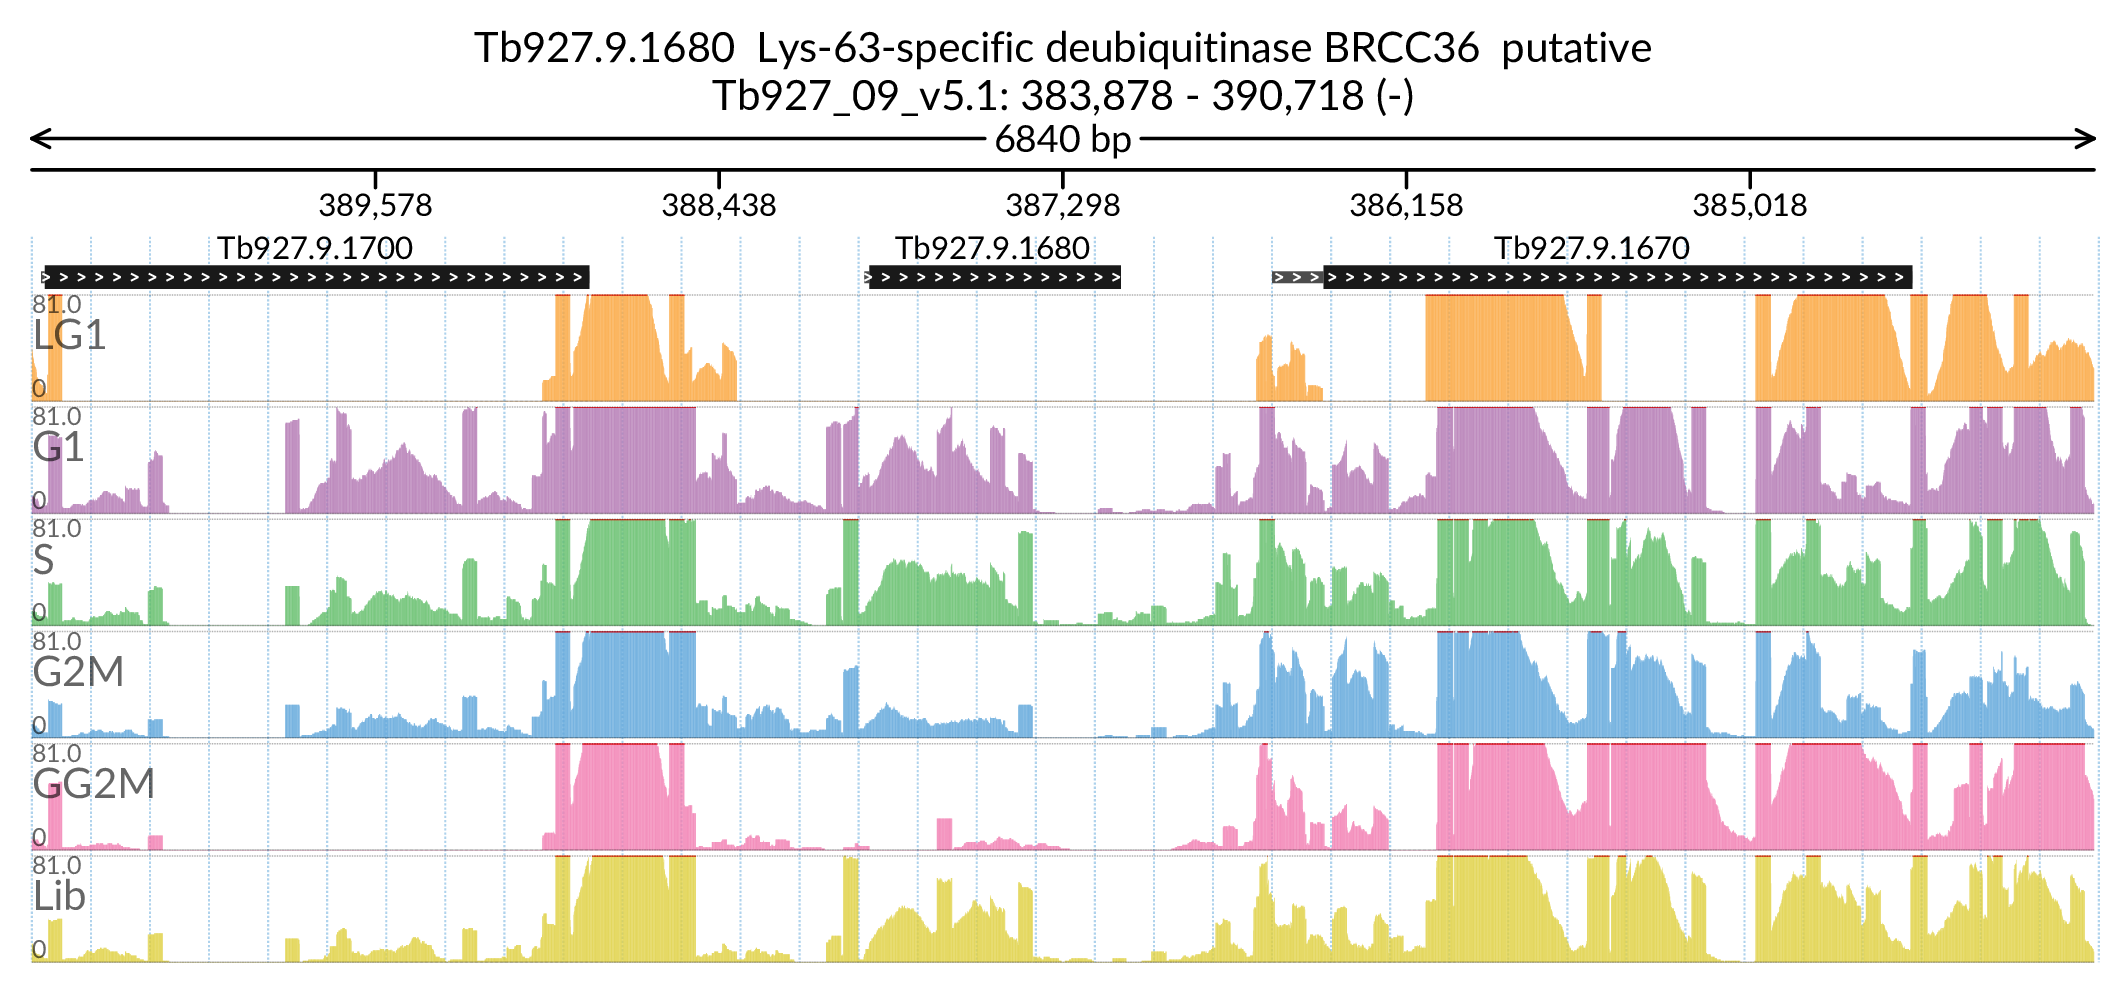 Tb927.9.1680  Lys-63-specific deubiquitinase BRCC36  putative
Tb927_09_v5.1: 383,878 - 390,718 (-)
6840 bp
389,578 388,438 387,298 386,158 385,018
Tb927.9.1700 Tb927.9.1680 Tb927.9.1670
81.0
LG1
0
81.0
G1
0
81.0
S
0
81.0
G2M
0
81.0
GG2M
0
81.0
Lib
0